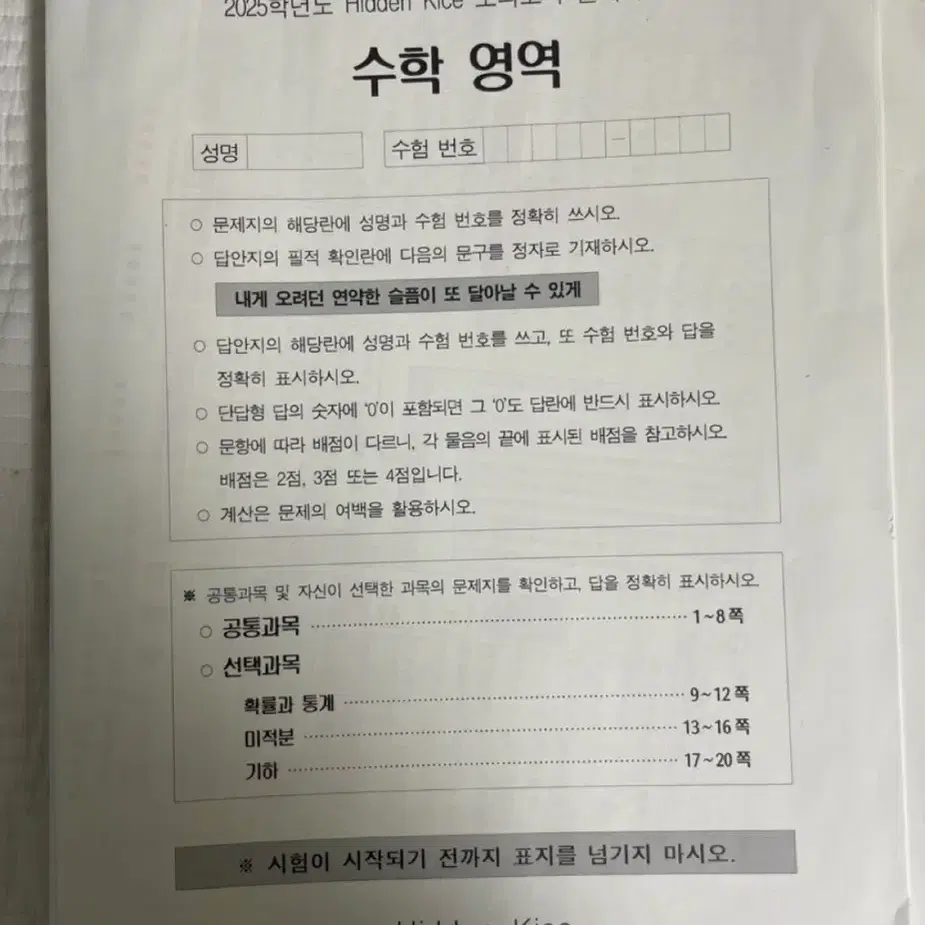 2025학년도 Hidden Kice
수학 영역
성명
수험 번호 –
○ 문제지의 해당란에 성명과 수험 번호를 정확히 쓰시오.
○ 답안지의 필적 확인란에 다음의 문구를 정자로 기재하시오.
내게 오려던 연약한 슬픔이 또 달아날 수 있게
○ 답안지의 해당란에 성명과 수험 번호를 쓰고, 또 수험 번호와 답을
정확히 표시하시오.
○ 단답형 답의 숫자에 '0'이 포함되면 그 '0'도 답란에 반드시 표시하시오.
○ 문항에 따라 배점이 다르니, 각 물음의 끝에 표시된 배점을 참고하시오.
배점은 2점, 3점 또는 4점입니다.
○ 계산은 문제의 여백을 활용하시오.
※ 공통과목 및 자신이 선택한 과목의 문제지를 확인하고, 답을 정확히 표시하시오.
○ 공통과목 ······ 1~8쪽
○ 선택과목
확률과 통계 ······ 9~12쪽
미적분 ······ 13~16쪽
기하 ······ 17~20쪽
※ 시험이 시작되기 전까지 표지를 넘기지 마시오.
Hidden Kice